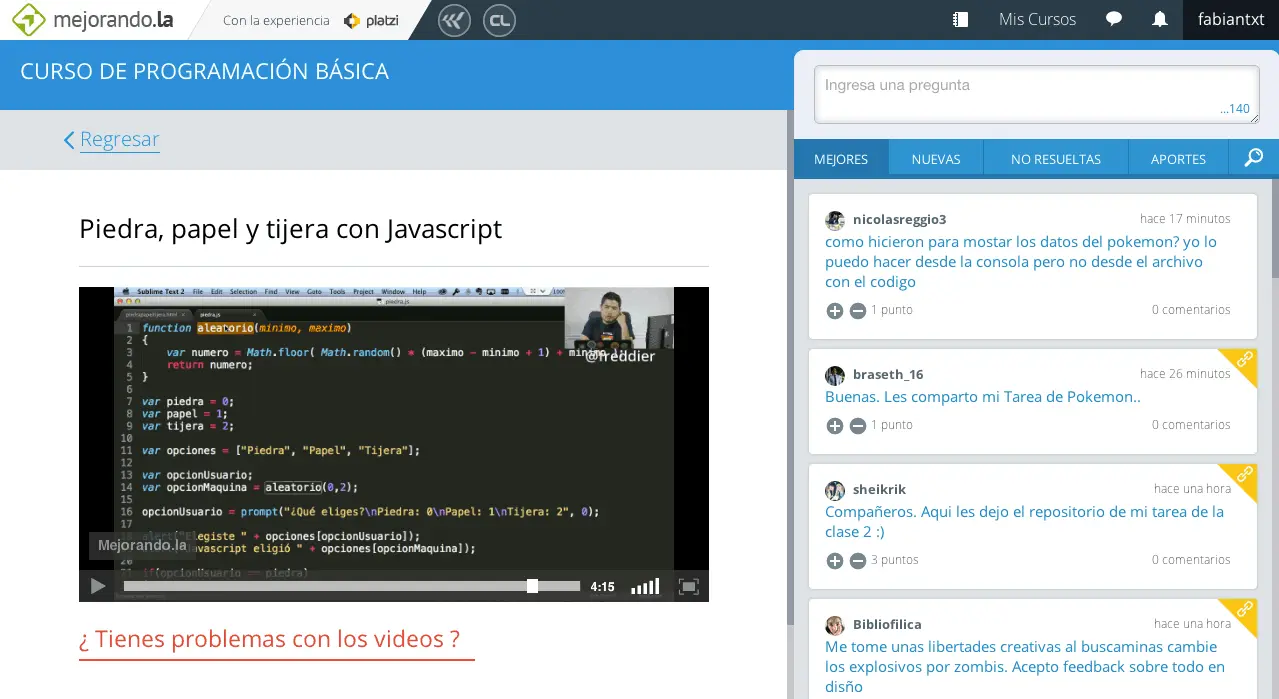 mejorando.la
Con la experiencia platzi
CL
Mis Cursos
fabiantxt
CURSO DE PROGRAMACIÓN BÁSICA
Regresar
Piedra, papel y tijera con Javascript
Sublime Text 2 File Edit Selection Find View Goto Tools Project Window Help
piedra.js
piedrapapeltijera.html piedra.js
1 function aleatorio(minimo, maximo)
2 {
3 var numero = Math.floor( Math.random() * (maximo - minimo + 1) + minimo
@freddier
4 return numero;
5 }
6
7 var piedra = 0;
8 var papel = 1;
9 var tijera = 2;
10
11 var opciones = ["Piedra", "Papel", "Tijera"];
12
13 var opcionUsuario;
14 var opcionMaquina = aleatorio(0,2);
15
16 opcionUsuario = prompt("¿Qué eliges?\nPiedra: 0\nPapel: 1\nTijera: 2", 0);
17
legiste " + opciones[opcionUsuario]);
Mejorando.la
avascript eligió " + opciones[opcionMaquina]);
if(opcionUsuario == piedra)
4:15
¿ Tienes problemas con los videos ?
Ingresa una pregunta
...140
MEJORES NUEVAS NO RESUELTAS APORTES
nicolasreggio3 hace 17 minutos
como hicieron para mostar los datos del pokemon? yo lo
puedo hacer desde la consola pero no desde el archivo
con el codigo
1 punto 0 comentarios
braseth_16 hace 26 minutos
Buenas. Les comparto mi Tarea de Pokemon..
1 punto 0 comentarios
sheikrik hace una hora
Compañeros. Aqui les dejo el repositorio de mi tarea de la
clase 2 :)
3 puntos 0 comentarios
Bibliofilica hace una hora
Me tome unas libertades creativas al buscaminas cambie
los explosivos por zombis. Acepto feedback sobre todo en
disño